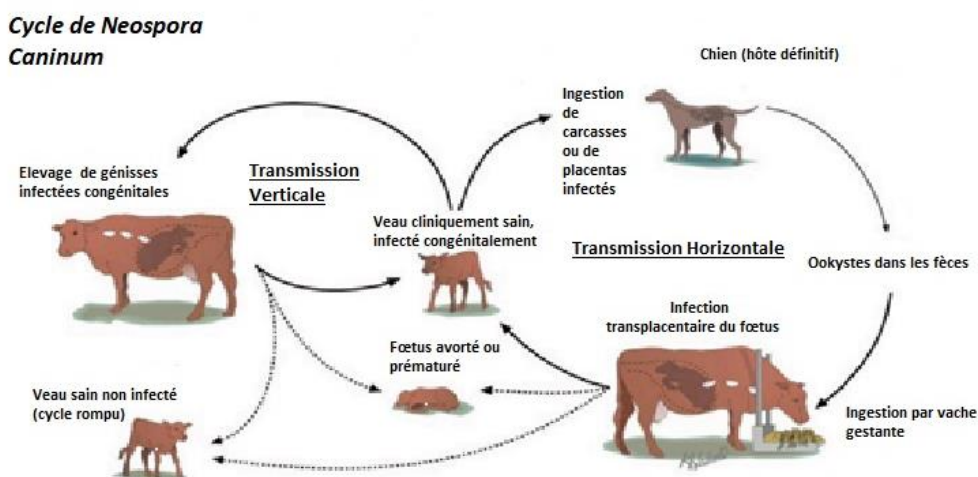 Cycle de Neospora
Caninum
Chien (hôte définitif)
Ingestion
de
carcasses
ou de
placentas
infectés
Elevage de génisses
infectées congénitales
Transmission
Verticale
Veau cliniquement sain,
infecté congénitalement
Transmission Horizontale
Ookystes dans les fèces
Infection
transplacentaire du fœtus
Fœtus avorté ou
prématuré
Veau sain non infecté
(cycle rompu)
Ingestion par vache
gestante